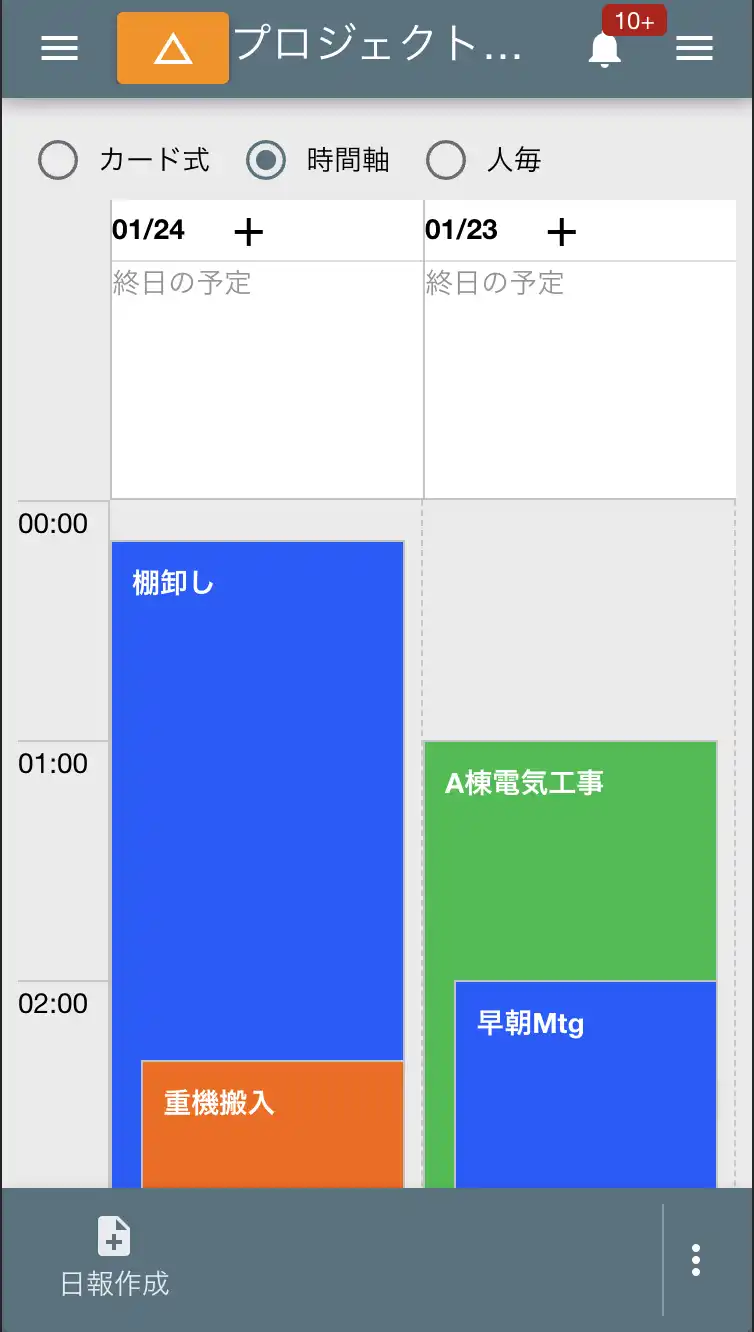 プロジェクト...
10+
カード式 時間軸 人毎
01/24 + 01/23 +
終日の予定 終日の予定
00:00
棚卸し
01:00
A棟電気工事
02:00
早朝Mtg
重機搬入
日報作成